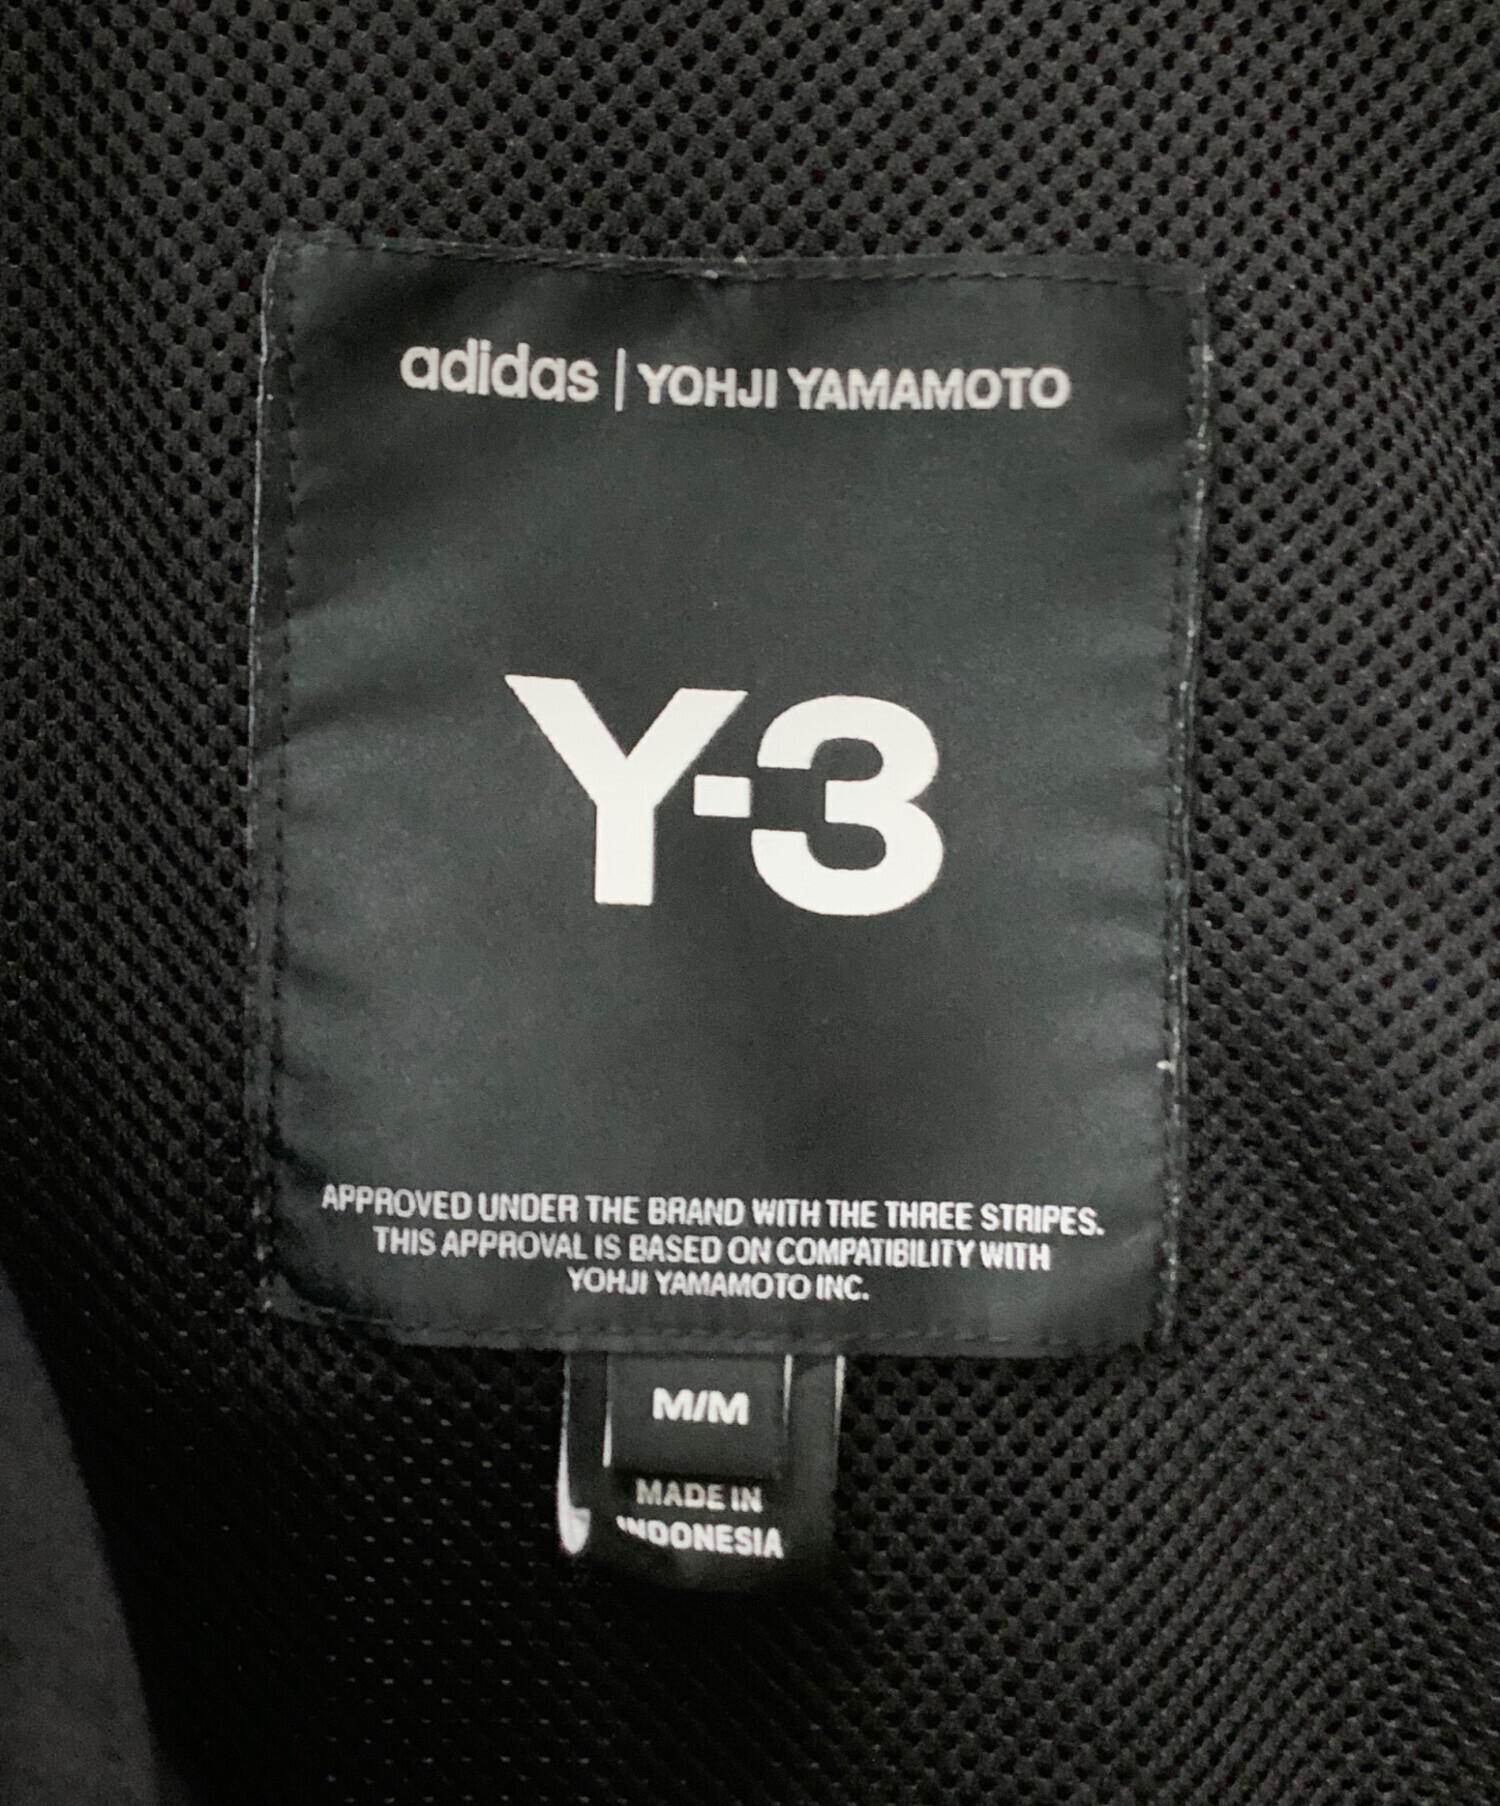 adidas | YOHJI YAMAMOTO
Y-3
APPROVED UNDER THE BRAND WITH THE THREE STRIPES.
THIS APPROVAL IS BASED ON COMPATIBILITY WITH
YOHJI YAMAMOTO INC.
M/M
MADE IN
INDONESIA